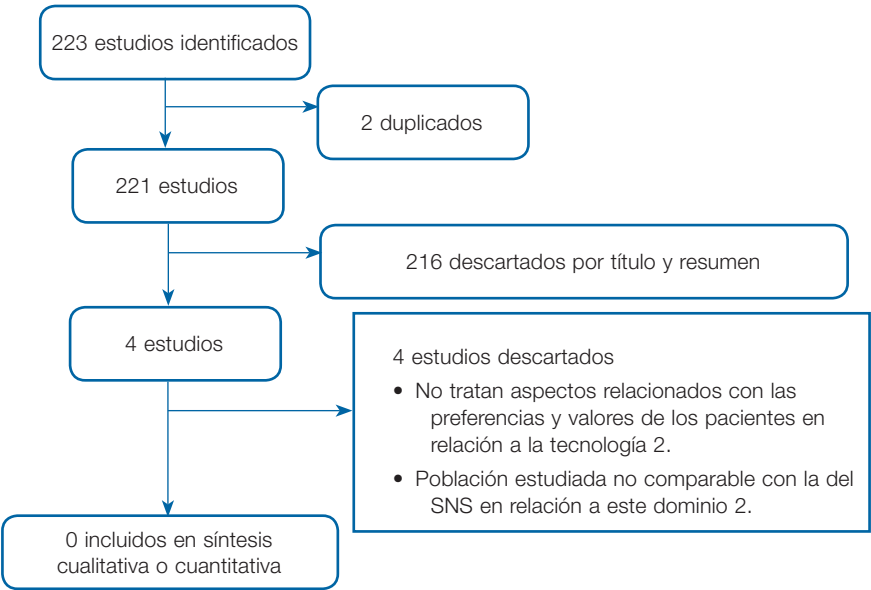 223 estudios identificados
2 duplicados
221 estudios
216 descartados por título y resumen
4 estudios
4 estudios descartados
• No tratan aspectos relacionados con las
preferencias y valores de los pacientes en
relación a la tecnología 2.
• Población estudiada no comparable con la del
SNS en relación a este dominio 2.
0 incluidos en síntesis
cualitativa o cuantitativa